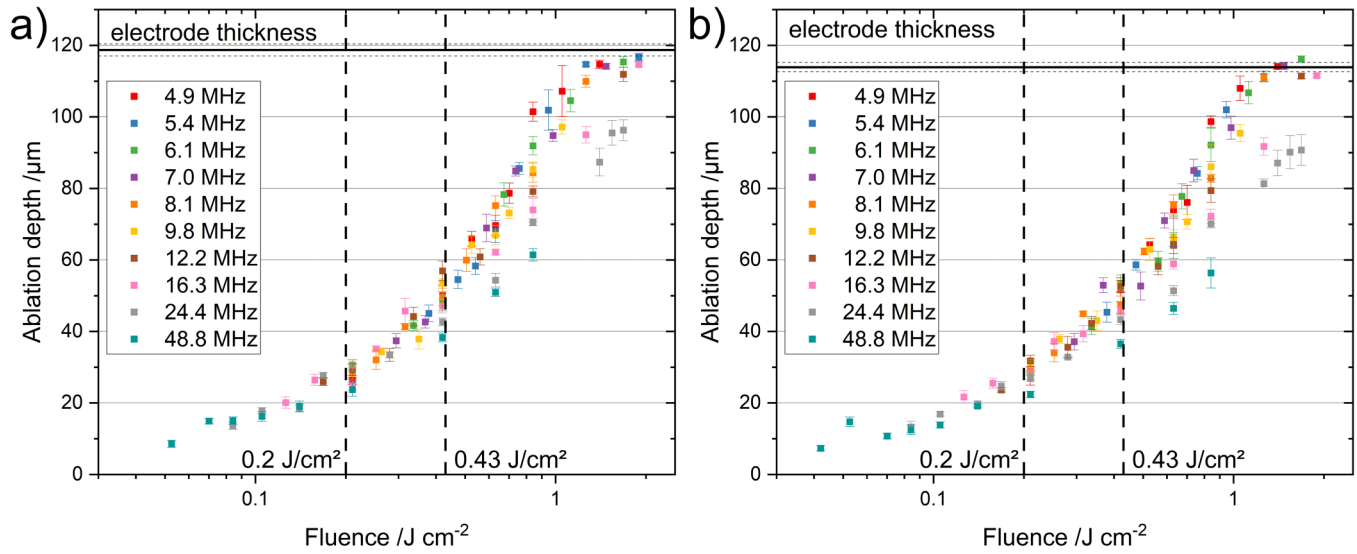 a)
electrode thickness
120
100
80
60
40
20
0
Ablation depth /µm
4.9 MHz
5.4 MHz
6.1 MHz
7.0 MHz
8.1 MHz
9.8 MHz
12.2 MHz
16.3 MHz
24.4 MHz
48.8 MHz
0.2 J/cm²
0.43 J/cm²
0.1
1
Fluence /J cm⁻²
b)
electrode thickness
120
100
80
60
40
20
0
Ablation depth /µm
4.9 MHz
5.4 MHz
6.1 MHz
7.0 MHz
8.1 MHz
9.8 MHz
12.2 MHz
16.3 MHz
24.4 MHz
48.8 MHz
0.2 J/cm²
0.43 J/cm²
0.1
1
Fluence /J cm⁻²